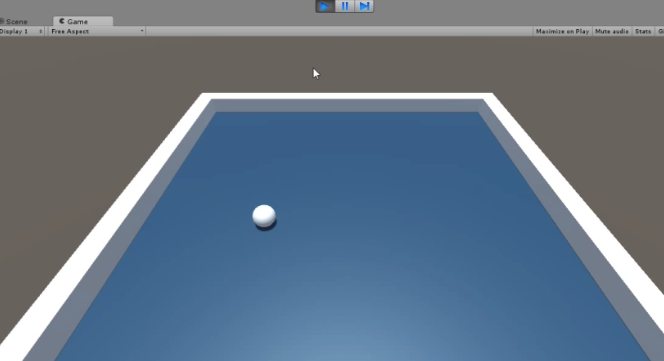 Scene Game
Display 1 Free Aspect Maximize on Play Mute audio Stats